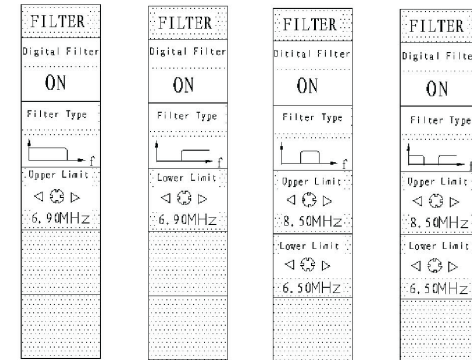 FILTER
Digital Filter
ON
Filter Type
f
Upper Limit
6.90MHz
FILTER
Digital Filter
ON
Filter Type
f
Lower Limit
6.90MHz
FILTER
Ditital Filter
ON
Filter Type
f
Upper Limit
8.50MHz
Lower Limit
6.50MHz
FILTER
Digital Filte
ON
Filter Type
Upper Limit
8.50MHz
Lower Limit
6.50MHz